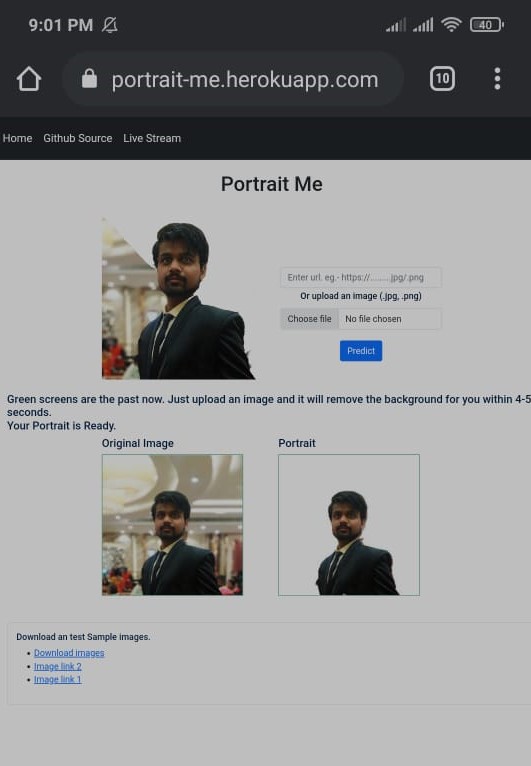 9:01 PM
40
portrait-me.herokuapp.com
10
Home Github Source Live Stream
Portrait Me
Enter url. eg.- https://........jpg/.png
Or upload an image (.jpg, .png)
Choose file No file chosen
Predict
Green screens are the past now. Just upload an image and it will remove the background for you within 4-5
seconds.
Your Portrait is Ready.
Original Image Portrait
Download an test Sample images.
• Download images
• Image link 2
• Image link 1